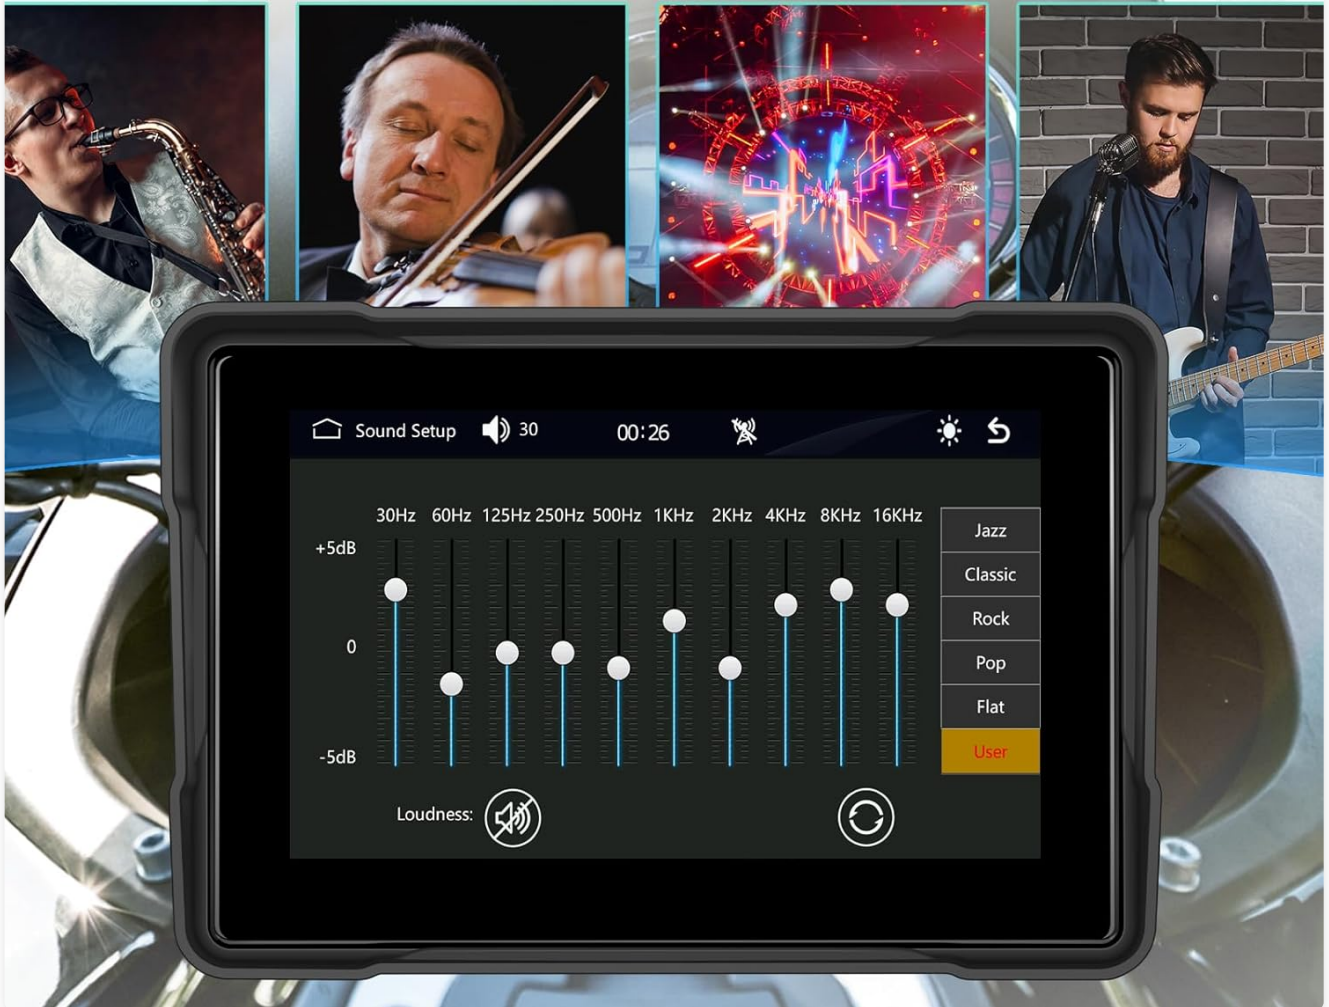 Sound Setup 30 00:26
30Hz 60Hz 125Hz 250Hz 500Hz 1KHz 2KHz 4KHz 8KHz 16KHz
+5dB
0
-5dB
Jazz
Classic
Rock
Pop
Flat
User
Loudness: